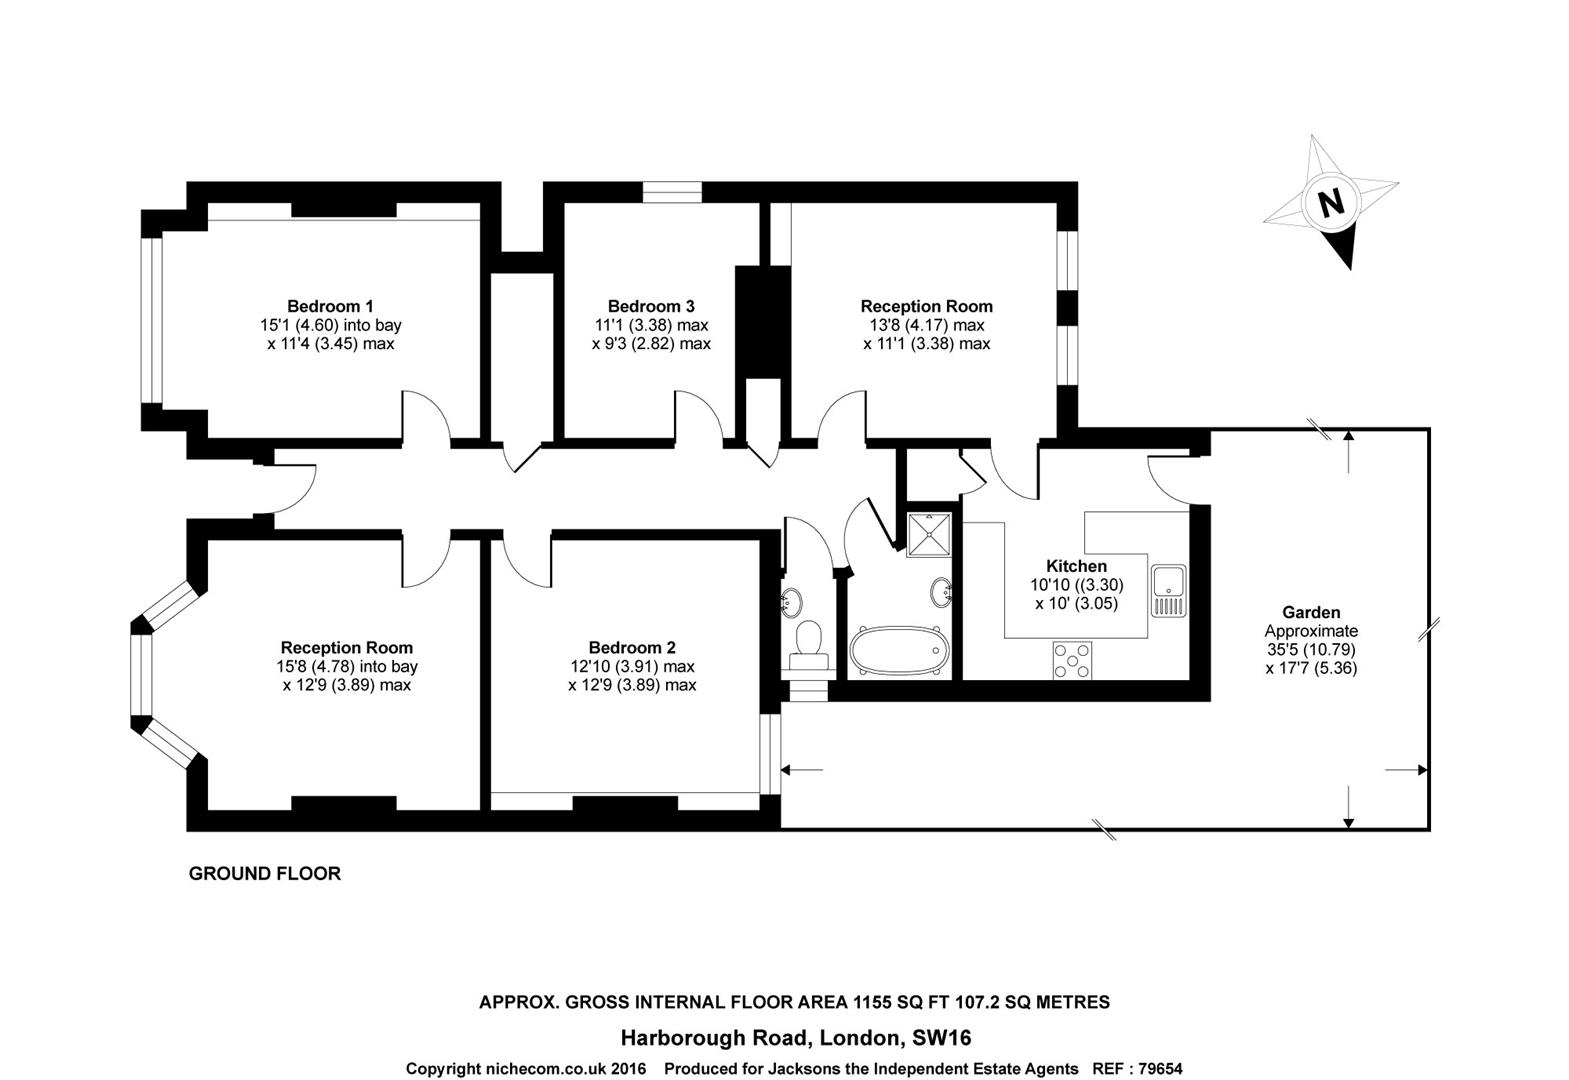 N
Bedroom 1
15'1 (4.60) into bay
x 11'4 (3.45) max
Bedroom 3
11'1 (3.38) max
x 9'3 (2.82) max
Reception Room
13'8 (4.17) max
x 11'1 (3.38) max
Kitchen
10'10 ((3.30)
x 10' (3.05)
Garden
Approximate
35'5 (10.79)
x 17'7 (5.36)
Reception Room
15'8 (4.78) into bay
x 12'9 (3.89) max
Bedroom 2
12'10 (3.91) max
x 12'9 (3.89) max
GROUND FLOOR
APPROX. GROSS INTERNAL FLOOR AREA 1155 SQ FT 107.2 SQ METRES
Harborough Road, London, SW16
Copyright nichecom.co.uk 2016 Produced for Jacksons the Independent Estate Agents REF : 79654